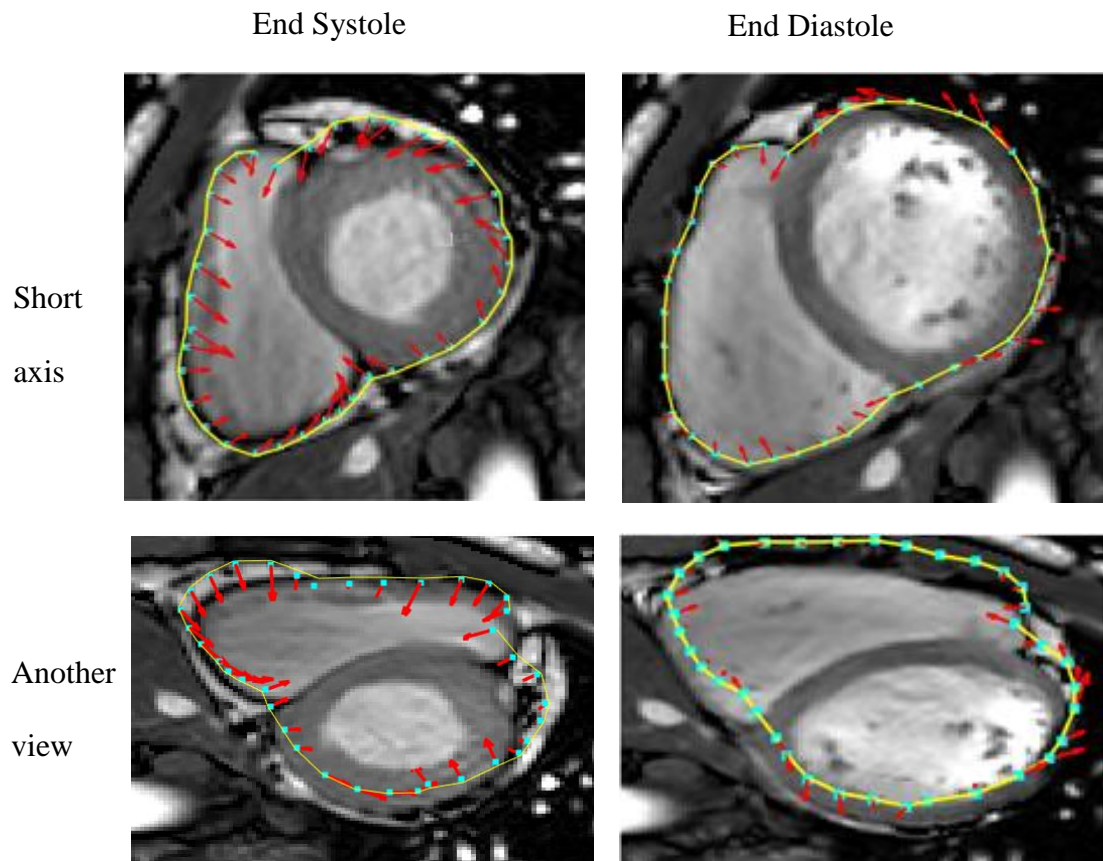 End Systole
End Diastole
Short
axis
Another
view